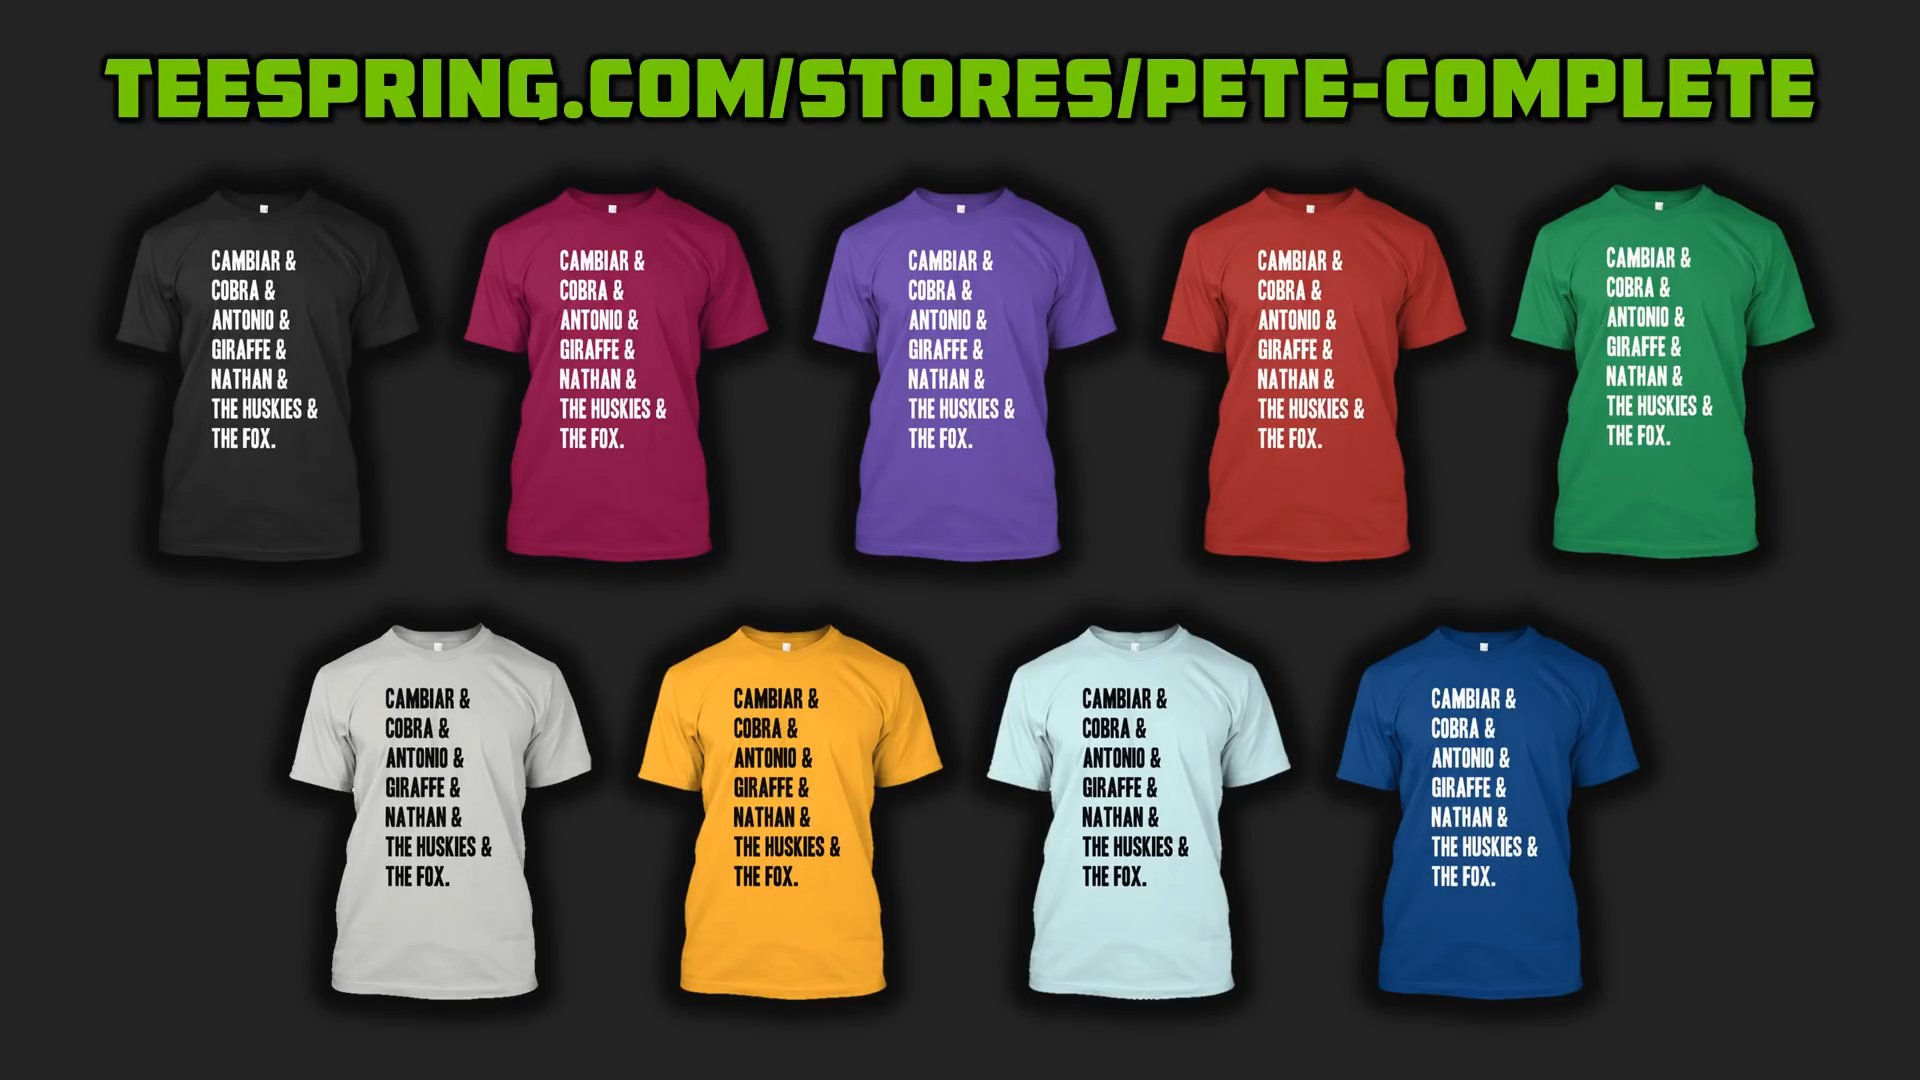 TEESPRING.COM/STORES/PETE-COMPLETE
CAMBIAR &
COBRA &
ANTONIO &
GIRAFFE &
NATHAN &
THE HUSKIES &
THE FOX.
CAMBIAR &
COBRA &
ANTONIO &
GIRAFFE &
NATHAN &
THE HUSKIES &
THE FOX.
CAMBIAR &
COBRA &
ANTONIO &
GIRAFFE &
NATHAN &
THE HUSKIES &
THE FOX.
CAMBIAR &
COBRA &
ANTONIO &
GIRAFFE &
NATHAN &
THE HUSKIES &
THE FOX.
CAMBIAR &
COBRA &
ANTONIO &
GIRAFFE &
NATHAN &
THE HUSKIES &
THE FOX.
CAMBIAR &
COBRA &
ANTONIO &
GIRAFFE &
NATHAN &
THE HUSKIES &
THE FOX.
CAMBIAR &
COBRA &
ANTONIO &
GIRAFFE &
NATHAN &
THE HUSKIES &
THE FOX.
CAMBIAR &
COBRA &
ANTONIO &
GIRAFFE &
NATHAN &
THE HUSKIES &
THE FOX.
CAMBIAR &
COBRA &
ANTONIO &
GIRAFFE &
NATHAN &
THE HUSKIES &
THE FOX.